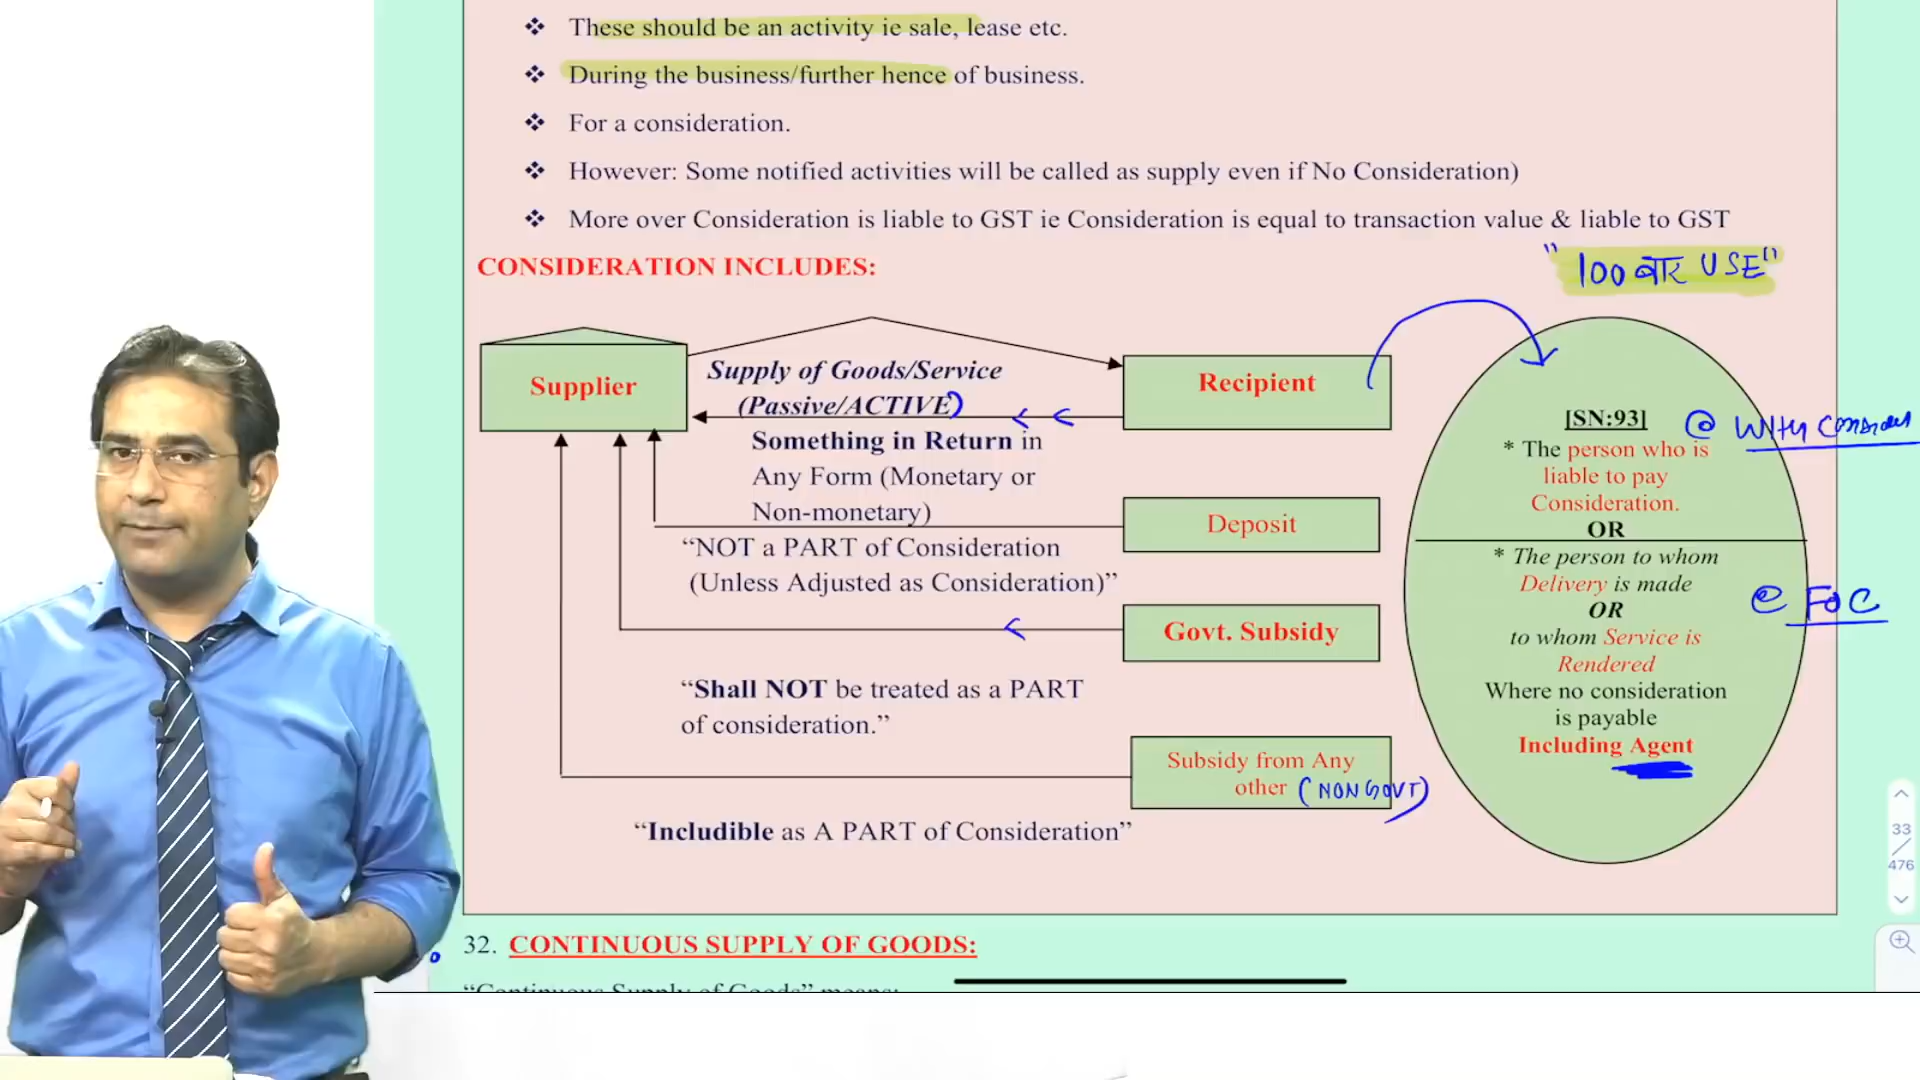 ❖ These should be an activity ie sale, lease etc.
❖ During the business/further hence of business.
❖ For a consideration.
❖ However: Some notified activities will be called as supply even if No Consideration)
❖ More over Consideration is liable to GST ie Consideration is equal to transaction value & liable to GST
CONSIDERATION INCLUDES:
"100 बार USE"
Supplier
Supply of Goods/Service
(Passive/ACTIVE)
Something in Return in
Any Form (Monetary or
Non-monetary)
Recipient
Deposit
“NOT a PART of Consideration
(Unless Adjusted as Consideration)”
Govt. Subsidy
“Shall NOT be treated as a PART
of consideration.”
Subsidy from Any
other (NON GOVT)
“Includible as A PART of Consideration”
[SN:93]
@ With
* The person who is
liable to pay
Consideration.
OR
* The person to whom
Delivery is made
OR
@ FOC
to whom Service is
Rendered
Where no consideration
is payable
Including Agent
33
/
476
32. CONTINUOUS SUPPLY OF GOODS:
“Continuous Supply of Goods” means: